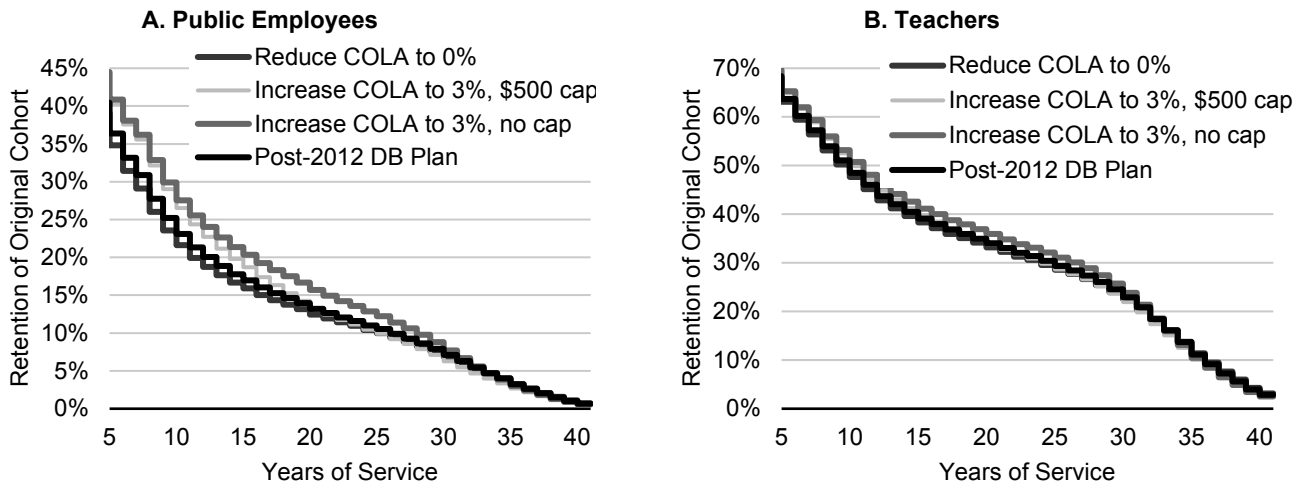 A. Public Employees
Retention of Original Cohort
45%
40%
35%
30%
25%
20%
15%
10%
5%
0%
Reduce COLA to 0%
Increase COLA to 3%, $500 cap
Increase COLA to 3%, no cap
Post-2012 DB Plan
5 10 15 20 25 30 35 40
Years of Service
B. Teachers
Retention of Original Cohort
70%
60%
50%
40%
30%
20%
10%
0%
Reduce COLA to 0%
Increase COLA to 3%, $500 cap
Increase COLA to 3%, no cap
Post-2012 DB Plan
5 10 15 20 25 30 35 40
Years of Service